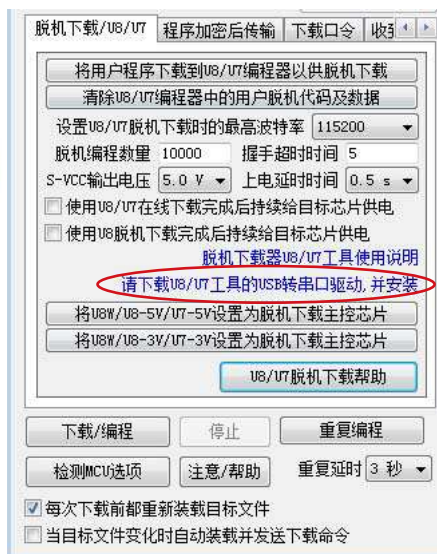 脱机下载/U8/U7 程序加密后传输 下载口令
将用户程序下载到U8/U7编程器以供脱机下载
清除U8/U7编程器中的用户脱机代码及数据
设置U8/U7脱机下载时的最高波特率 115200
脱机编程数量 10000 握手超时时间 5
S-VCC输出电压 5.0 V 上电延时时间 0.5 s
使用U8/U7在线下载完成后持续给目标芯片供电
使用U8脱机下载完成后持续给目标芯片供电
脱机下载器U8/U7工具使用说明
请下载U8/U7工具的USB转串口驱动,并安装
将U8W/U8-5V/U7-5V设置为脱机下载主控芯片
将U8W/U8-3V/U7-3V设置为脱机下载主控芯片
U8/U7脱机下载帮助
下载/编程 停止 重复编程
检测MCU选项 注意/帮助 重复延时 3 秒
每次下载前都重新装载目标文件
当目标文件变化时自动装载并发送下载命令